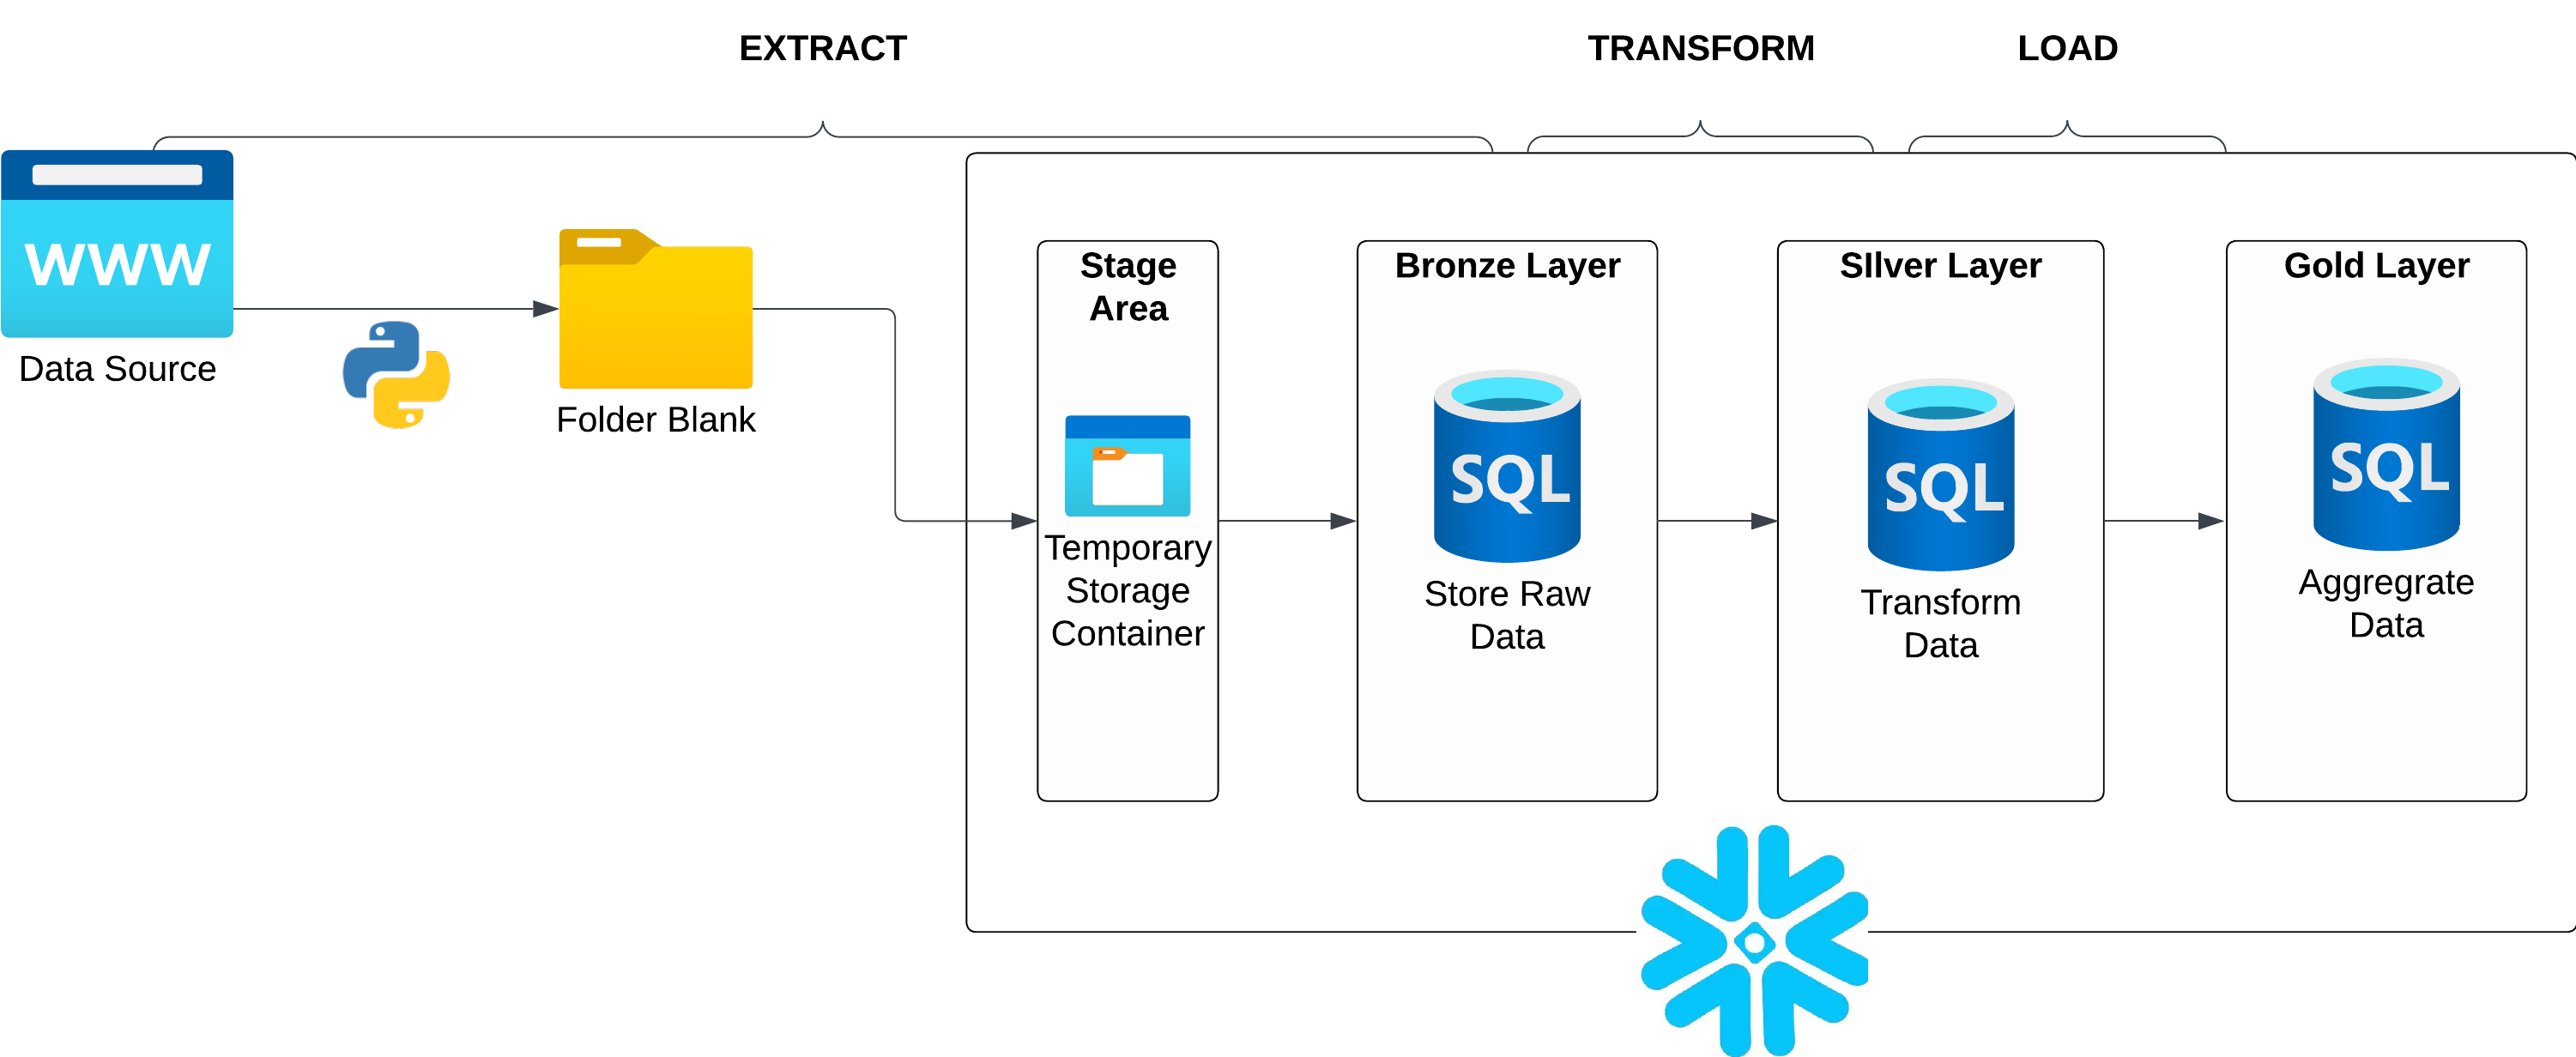 EXTRACT
TRANSFORM
LOAD
WWW
Data Source
Folder Blank
Stage
Area
Temporary
Storage
Container
Bronze Layer
SQL
Store Raw
Data
SIlver Layer
SQL
Transform
Data
Gold Layer
SQL
Aggregrate
Data